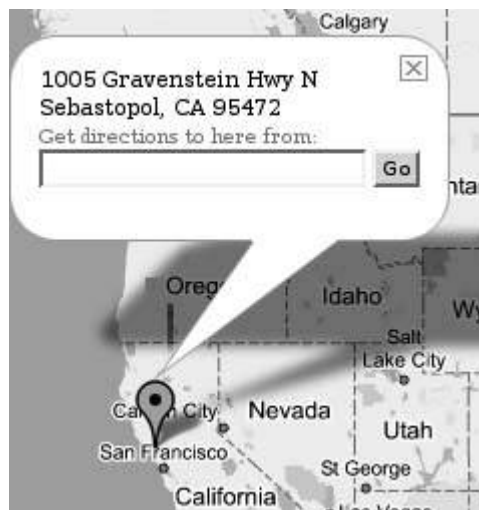 Calgary
1005 Gravenstein Hwy N
Sebastopol, CA 95472
Get directions to here from:
Go
Idaho
Salt
Lake City
Nevada
City
Utah
San Francisco
St George
California